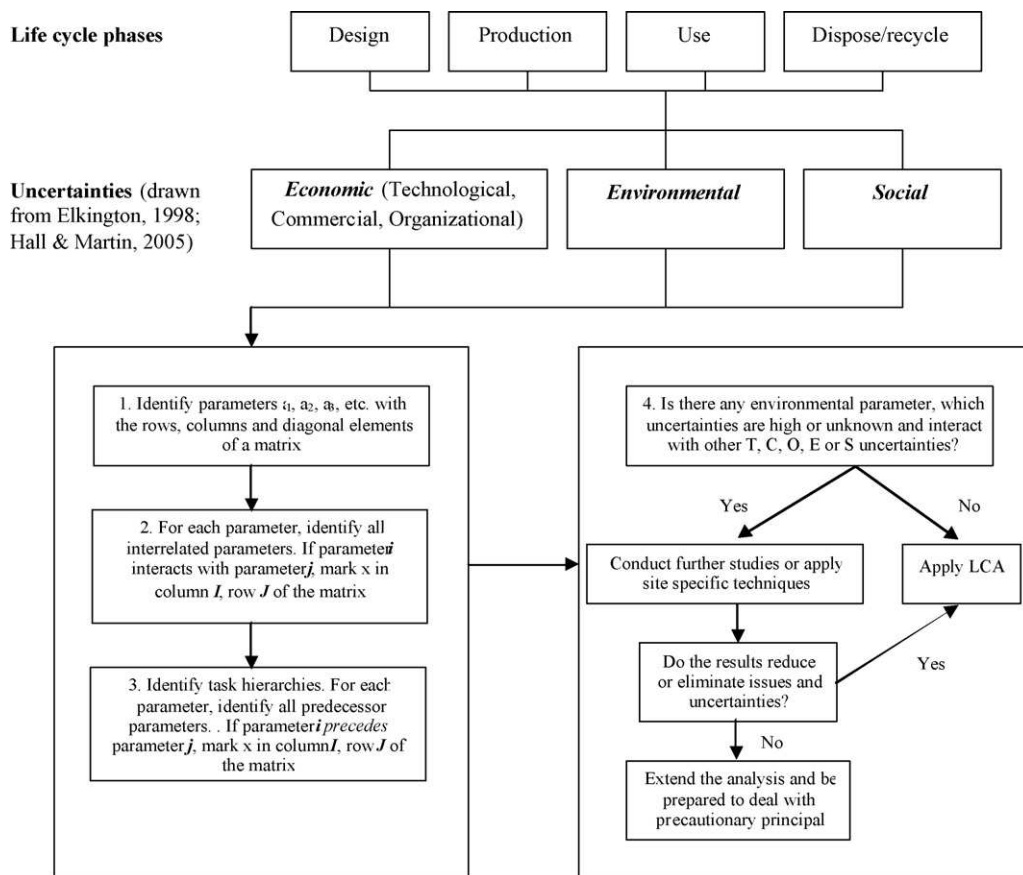 Life cycle phases
Design
Production
Use
Dispose/recycle
Uncertainties (drawn
from Elkington, 1998;
Hall & Martin, 2005)
Economic (Technological,
Commercial, Organizational)
Environmental
Social
1. Identify parameters a₁, a₂, a₃, etc. with
the rows, columns and diagonal elements
of a matrix
2. For each parameter, identify all
interrelated parameters. If parameter i
interacts with parameter j, mark x in
column I, row J of the matrix
3. Identify task hierarchies. For each
parameter, identify all predecessor
parameters. . If parameter i precedes
parameter j, mark x in column I, row J of
the matrix
4. Is there any environmental parameter, which
uncertainties are high or unknown and interact
with other T, C, O, E or S uncertainties?
Yes
No
Conduct further studies or apply
site specific techniques
Apply LCA
Do the results reduce
or eliminate issues and
uncertainties?
Yes
No
Extend the analysis and be
prepared to deal with
precautionary principal